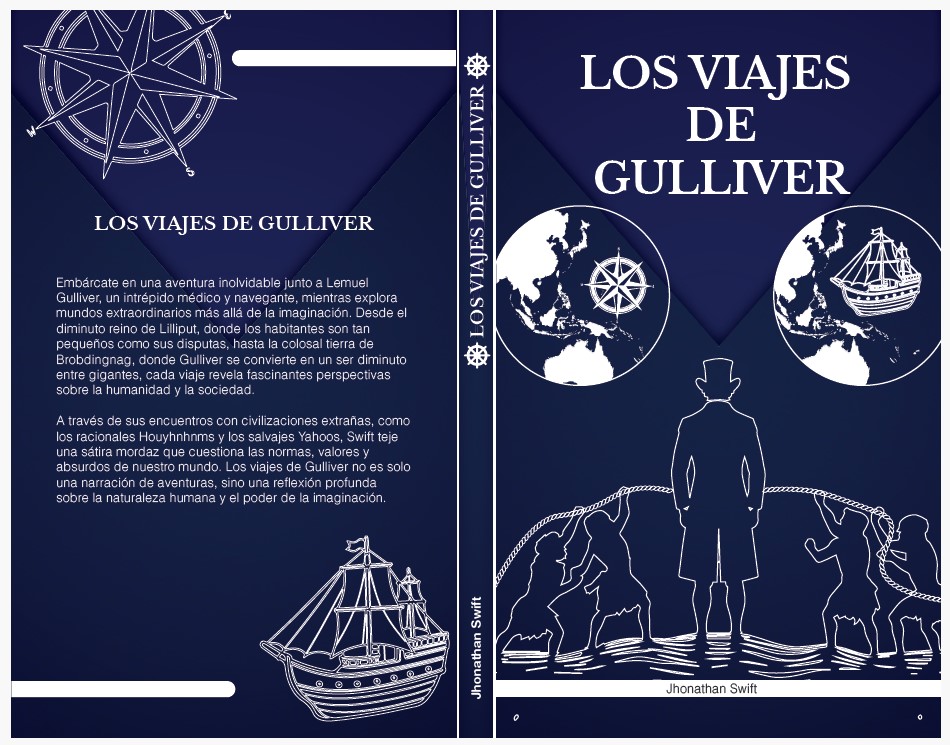 W
S
LOS VIAJES DE GULLIVER
Embárcate en una aventura inolvidable junto a Lemuel
Gulliver, un intrépido médico y navegante, mientras explora
mundos extraordinarios más allá de la imaginación. Desde el
diminuto reino de Lilliput, donde los habitantes son tan
pequeños como sus disputas, hasta la colosal tierra de
Brobdingnag, donde Gulliver se convierte en un ser diminuto
entre gigantes, cada viaje revela fascinantes perspectivas
sobre la humanidad y la sociedad.
A través de sus encuentros con civilizaciones extrañas, como
los racionales Houyhnhnms y los salvajes Yahoos, Swift teje
una sátira mordaz que cuestiona las normas, valores y
absurdos de nuestro mundo. Los viajes de Gulliver no es solo
una narración de aventuras, sino una reflexión profunda
sobre la naturaleza humana y el poder de la imaginación.
LOS VIAJES DE GULLIVER
Jhonathan Swift
LOS VIAJES
DE
GULLIVER
Jhonathan Swift